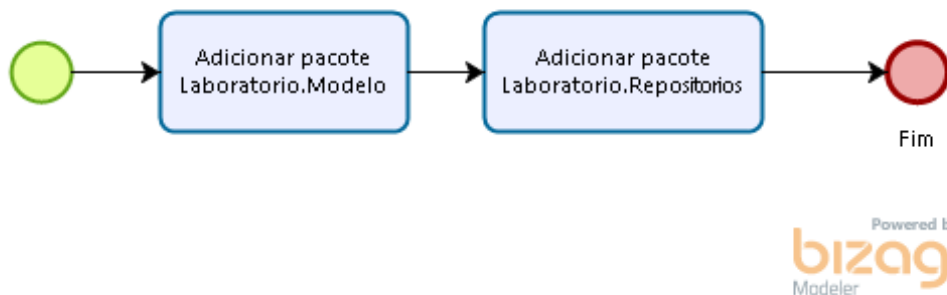 Adicionar pacote
Laboratorio.Modelo
Adicionar pacote
Laboratorio.Repositorios
Fim
Powered b
bizag
Modeler